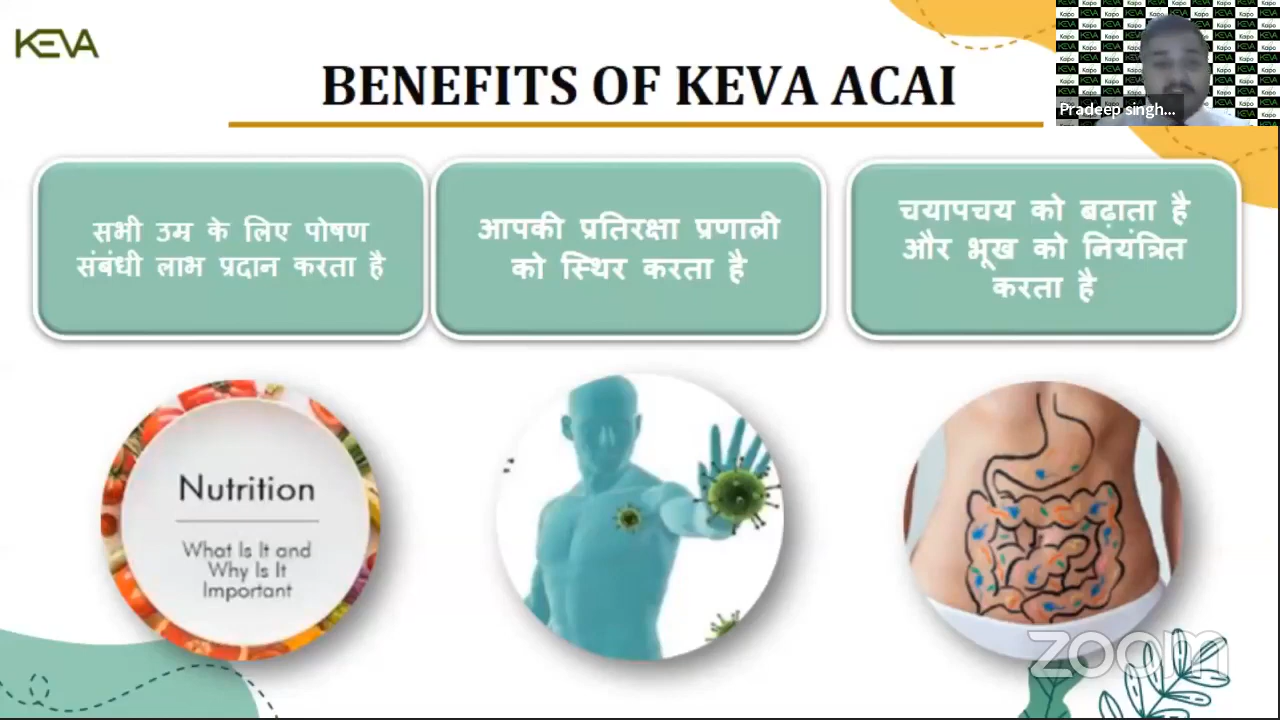 KEVA
BENEFITS OF KEVA ACAI
Pradeep singh...
सभी उम्र के लिए पोषण
संबंधी लाभ प्रदान करता है
आपकी प्रतिरक्षा प्रणाली
को स्थिर करता है
चयापचय को बढ़ाता है
और भूख को नियंत्रित
करता है
Nutrition
What Is It and
Why Is It
Important
zoom